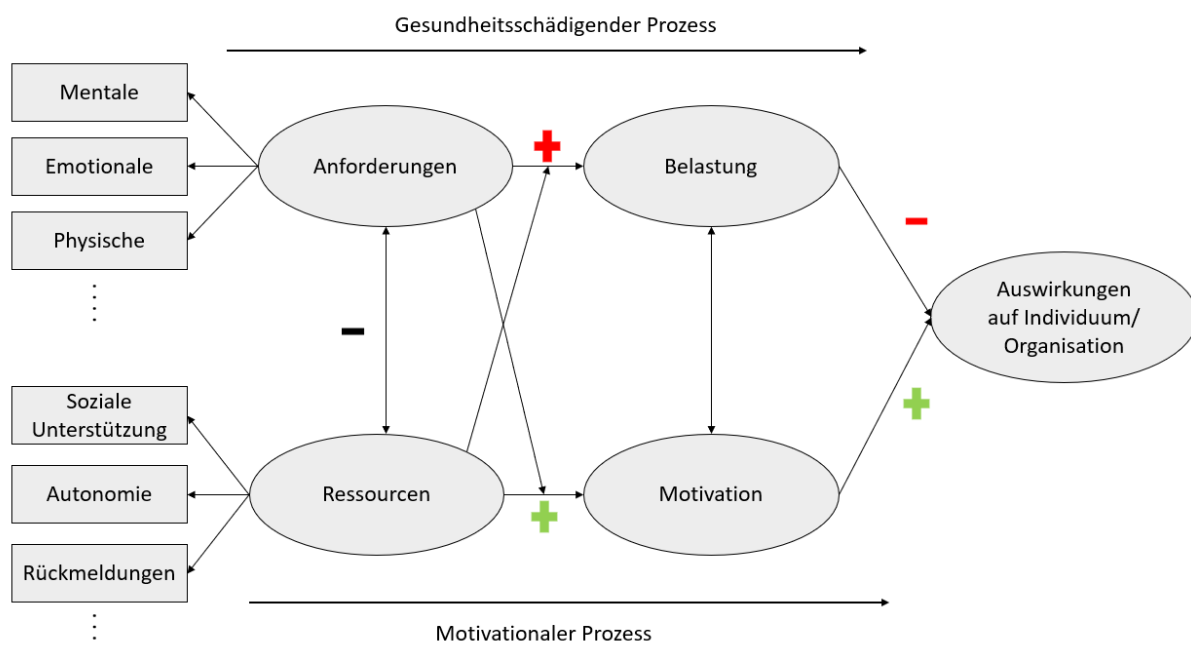 Gesundheitsschädigender Prozess
Mentale
Emotionale
Physische
Anforderungen
Belastung
Auswirkungen
auf Individuum/
Organisation
Soziale
Unterstützung
Autonomie
Rückmeldungen
Ressourcen
Motivation
Motivationaler Prozess